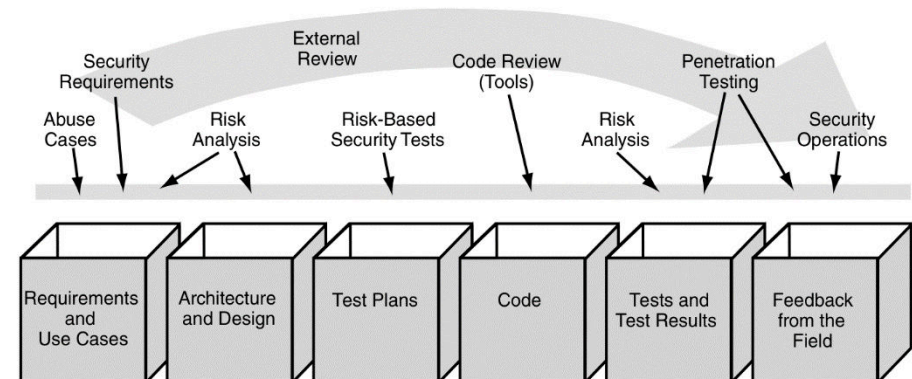 External
Review
Security
Requirements
Code Review
(Tools)
Penetration
Testing
Abuse
Cases
Risk
Analysis
Risk-Based
Security Tests
Risk
Analysis
Security
Operations
Requirements
and
Use Cases
Architecture
and Design
Test Plans
Code
Tests and
Test Results
Feedback
from the
Field